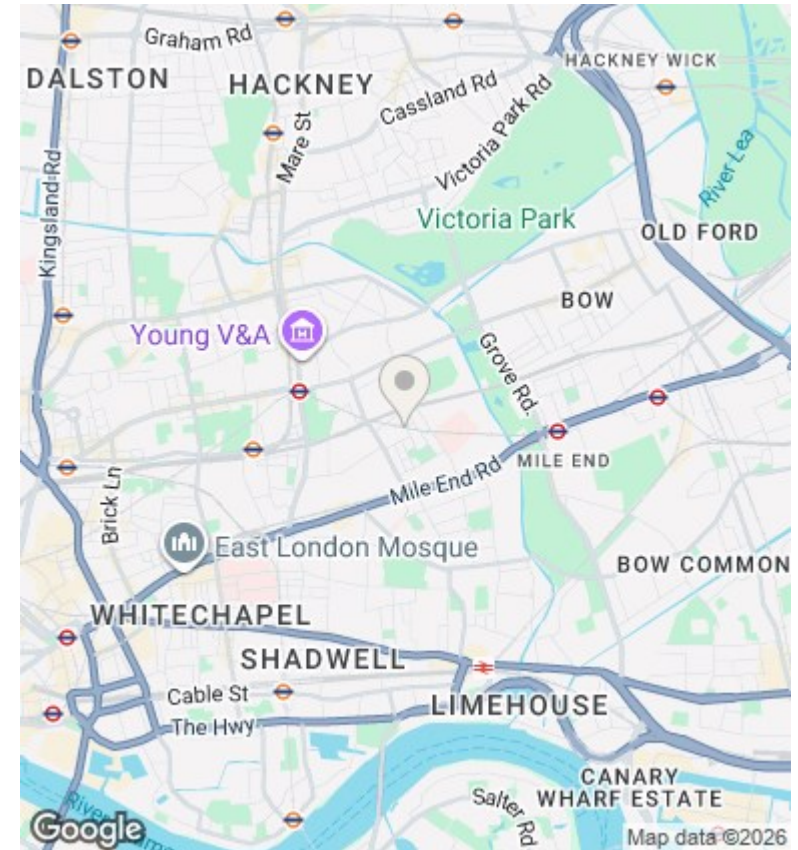 Graham Rd
DALSTON
HACKNEY
HACKNEY WICK
Cassland Rd
Mare St
Victoria Park Rd
Kingsland Rd
River Lea
Victoria Park
OLD FORD
BOW
Young V&A
Grove Rd
MILE END
Mile End Rd
Brick Ln
East London Mosque
BOW COMMON
WHITECHAPEL
SHADWELL
Cable St
LIMEHOUSE
The Hwy
CANARY
WHARF ESTATE
Salter Rd
River
Google
Map data ©2026